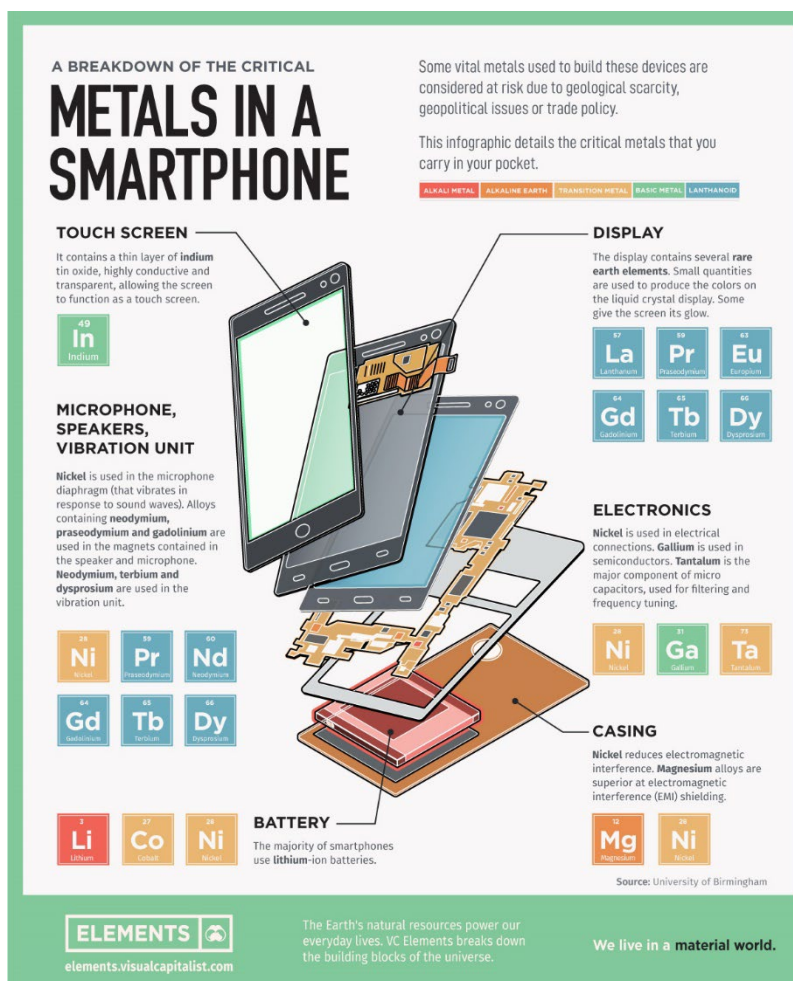 A BREAKDOWN OF THE CRITICAL
METALS IN A
SMARTPHONE
Some vital metals used to build these devices are
considered at risk due to geological scarcity,
geopolitical issues or trade policy.
This infographic details the critical metals that you
carry in your pocket.
ALKALI METAL
ALKALINE EARTH
TRANSITION METAL
BASIC METAL
LANTHANOID
TOUCH SCREEN
It contains a thin layer of indium
tin oxide, highly conductive and
transparent, allowing the screen
to function as a touch screen.
49
In
Indium
DISPLAY
The display contains several rare
earth elements. Small quantities
are used to produce the colors on
the liquid crystal display. Some
give the screen its glow.
57
La
Lanthanum
59
Pr
Praseodymium
63
Eu
Europium
64
Gd
Gadolinium
65
Tb
Terbium
66
Dy
Dysprosium
MICROPHONE,
SPEAKERS,
VIBRATION UNIT
Nickel is used in the microphone
diaphragm (that vibrates in
response to sound waves). Alloys
containing neodymium,
praseodymium and gadolinium are
used in the magnets contained in
the speaker and microphone.
Neodymium, terbium and
dysprosium are used in the
vibration unit.
28
Ni
Nickel
59
Pr
Praseodymium
60
Nd
Neodymium
64
Gd
Gadolinium
65
Tb
Terbium
66
Dy
Dysprosium
ELECTRONICS
Nickel is used in electrical
connections. Gallium is used in
semiconductors. Tantalum is the
major component of micro
capacitors, used for filtering and
frequency tuning.
28
Ni
Nickel
31
Ga
Gallium
73
Ta
Tantalum
CASING
Nickel reduces electromagnetic
interference. Magnesium alloys are
superior at electromagnetic
interference (EMI) shielding.
12
Mg
Magnesium
28
Ni
Nickel
3
Li
Lithium
27
Co
Cobalt
28
Ni
Nickel
BATTERY
The majority of smartphones
use lithium-ion batteries.
Source: University of Birmingham
ELEMENTS
elements.visualcapitalist.com
The Earth's natural resources power our
everyday lives. VC Elements breaks down
the building blocks of the universe.
We live in a material world.